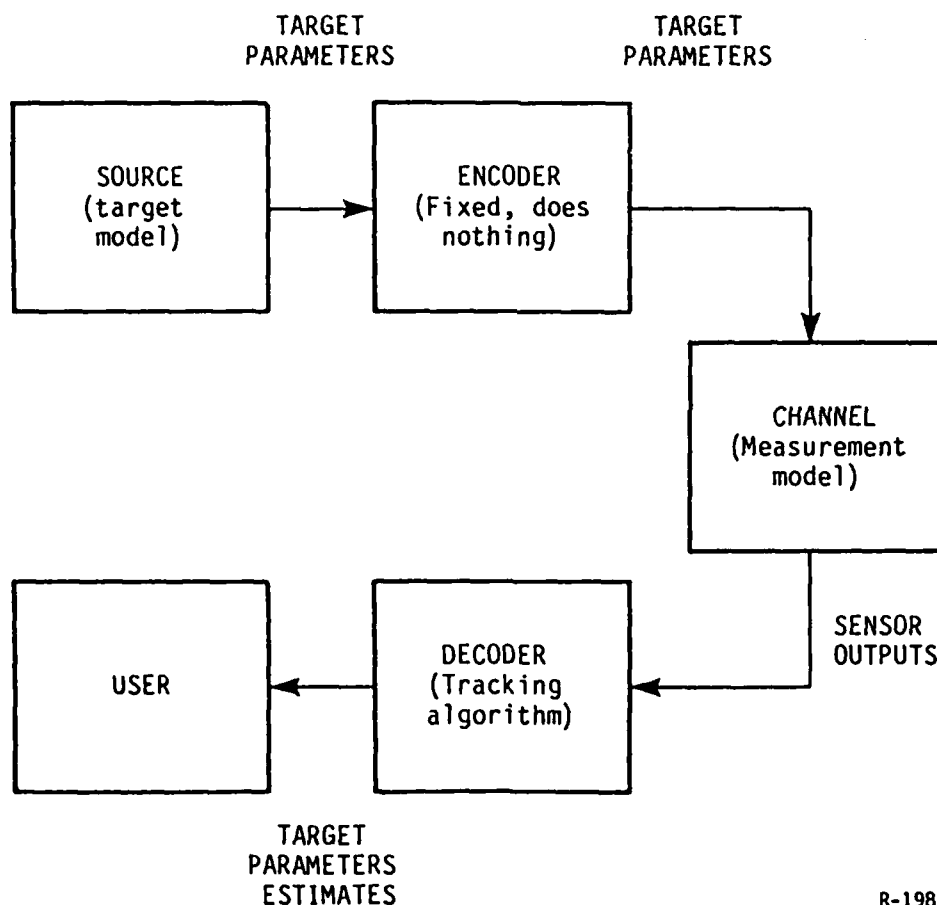 TARGET
PARAMETERS
TARGET
PARAMETERS
SOURCE
(target
model)
ENCODER
(Fixed, does
nothing)
CHANNEL
(Measurement
model)
SENSOR
OUTPUTS
DECODER
(Tracking
algorithm)
USER
TARGET
PARAMETERS
ESTIMATES
R-198